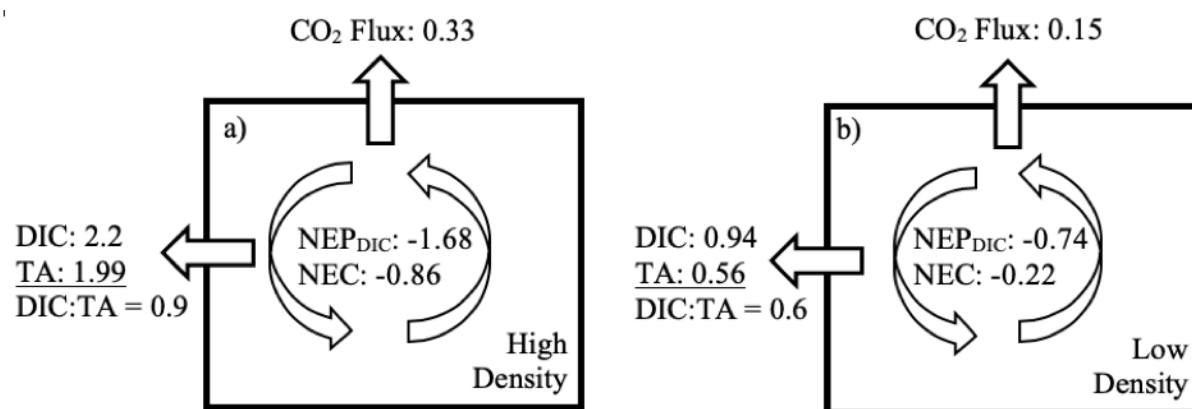 CO₂ Flux: 0.33
a)
DIC: 2.2
TA: 1.99
DIC:TA = 0.9
NEP_DIC: -1.68
NEC: -0.86
High
Density
CO₂ Flux: 0.15
b)
DIC: 0.94
TA: 0.56
DIC:TA = 0.6
NEP_DIC: -0.74
NEC: -0.22
Low
Density